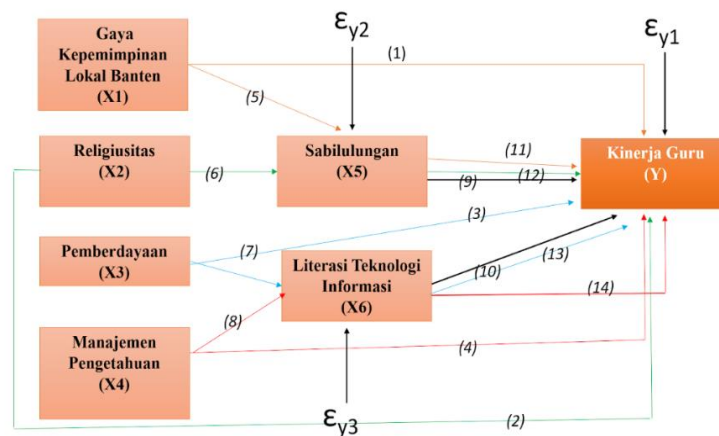 Gaya
Kepemimpinan
Lokal Banten
(X1)
εy2
εy1
(1)
(5)
Religiusitas
(X2)
(6)
Sabilulungan
(X5)
(11)
(9)
(12)
Kinerja Guru
(Y)
(3)
Pemberdayaan
(X3)
(7)
Literasi Teknologi
Informasi
(X6)
(10)
(13)
(14)
(8)
Manajemen
Pengetahuan
(X4)
(4)
εy3
(2)